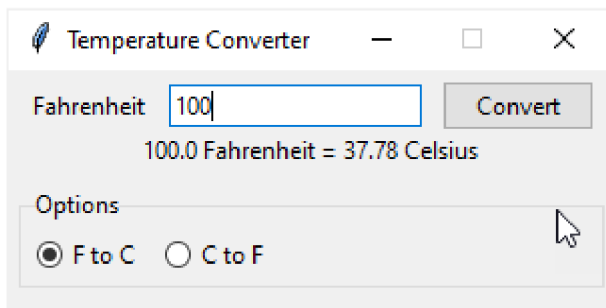 Temperature Converter
Fahrenheit 100 Convert
100.0 Fahrenheit = 37.78 Celsius
Options
F to C C to F